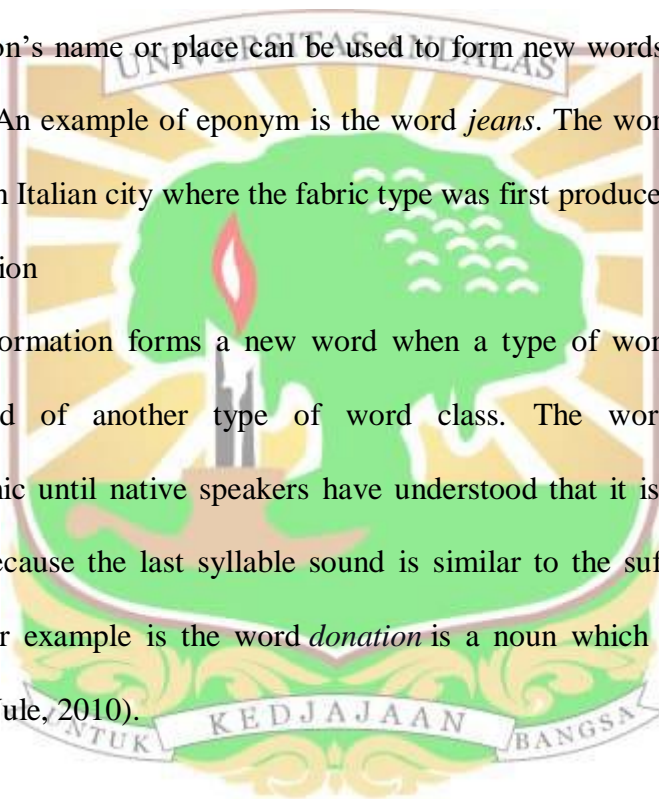 on's name or place can be used to form new words
UNIVERSITAS ANDALAS
An example of eponym is the word jeans. The wor
n Italian city where the fabric type was first produce
ion
ormation forms a new word when a type of wor
d of another type of word class. The wor
nic until native speakers have understood that it is
ecause the last syllable sound is similar to the suf
r example is the word donation is a noun which
Yule, 2010).
UNTUK KEDJAJAAN BANGSA